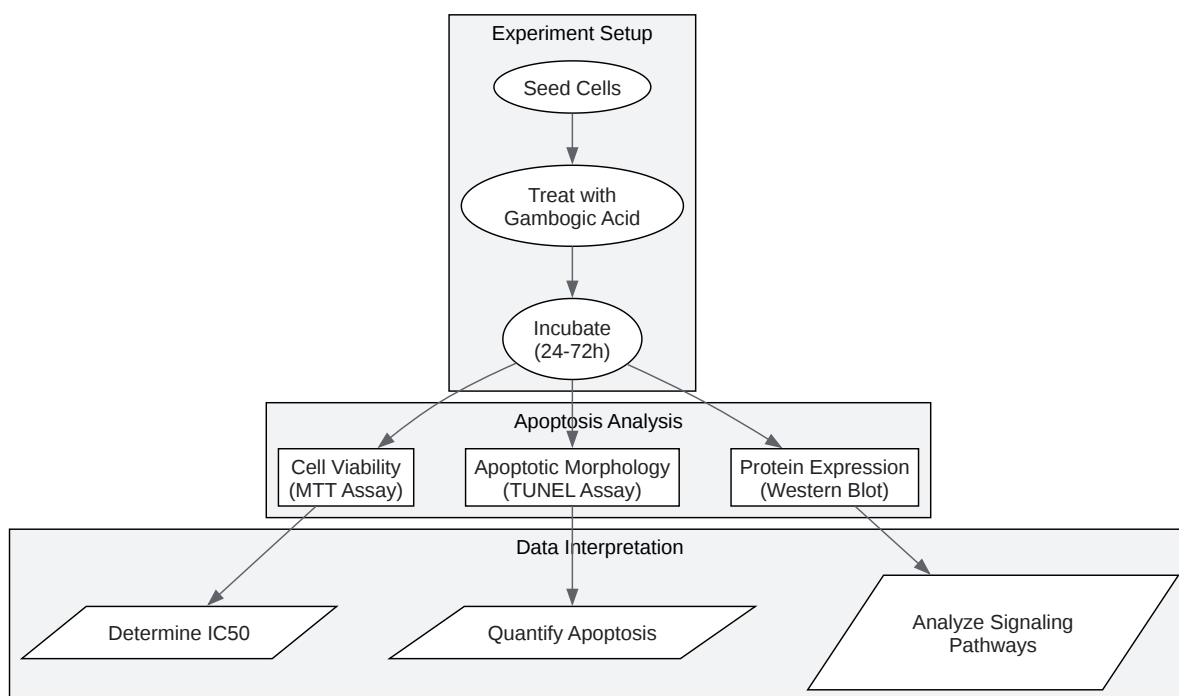 Experiment Setup
Seed Cells
Treat with
Gambogic Acid
Incubate
(24-72h)
Apoptosis Analysis
Cell Viability
(MTT Assay)
Apoptotic Morphology
(TUNEL Assay)
Protein Expression
(Western Blot)
Data Interpretation
Determine IC50
Quantify Apoptosis
Analyze Signaling
Pathways